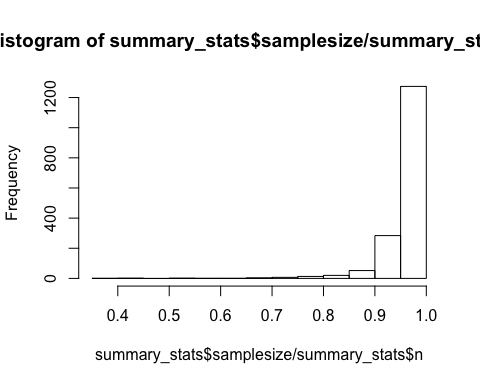 istogram of summary_stats$samplesize/summary_st
Frequency
1200
800
400
0
0.4 0.5 0.6 0.7 0.8 0.9 1.0
summary_stats$samplesize/summary_stats$n